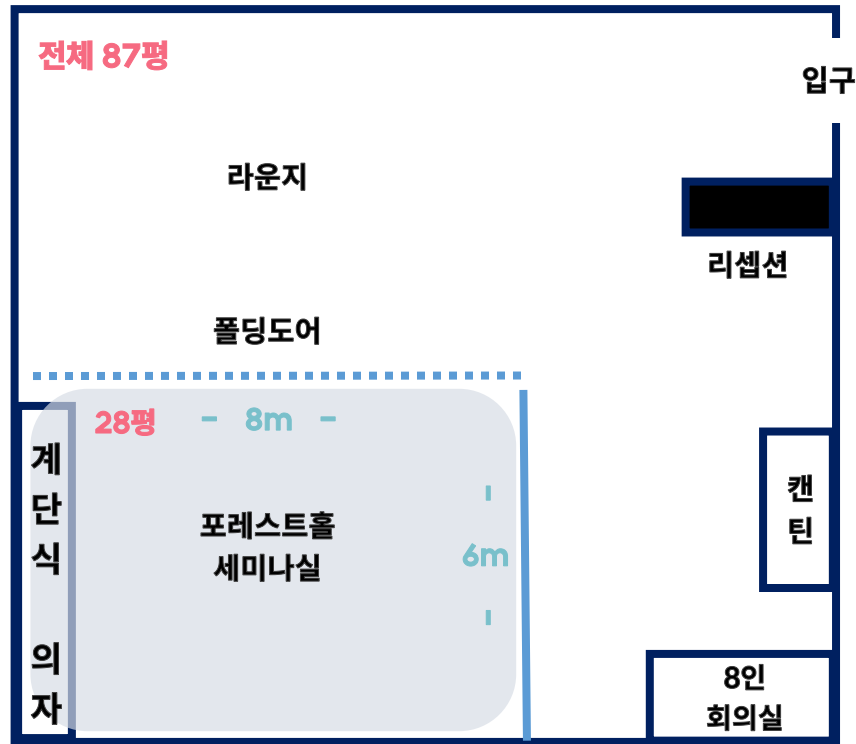 전체 87평
입구
라운지
리셉션
폴딩도어
28평
- 8m -
계
단
식
의
자
포레스트홀
세미나실
6m
캔
틴
8인
회의실